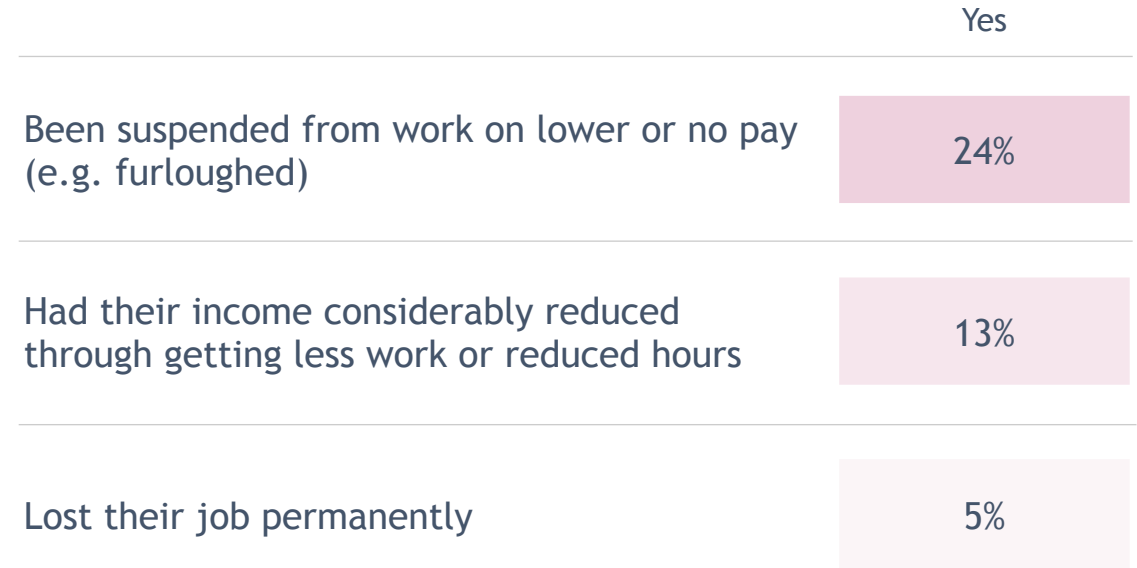 Yes
Been suspended from work on lower or no pay
(e.g. furloughed)
24%
Had their income considerably reduced
through getting less work or reduced hours
13%
Lost their job permanently
5%